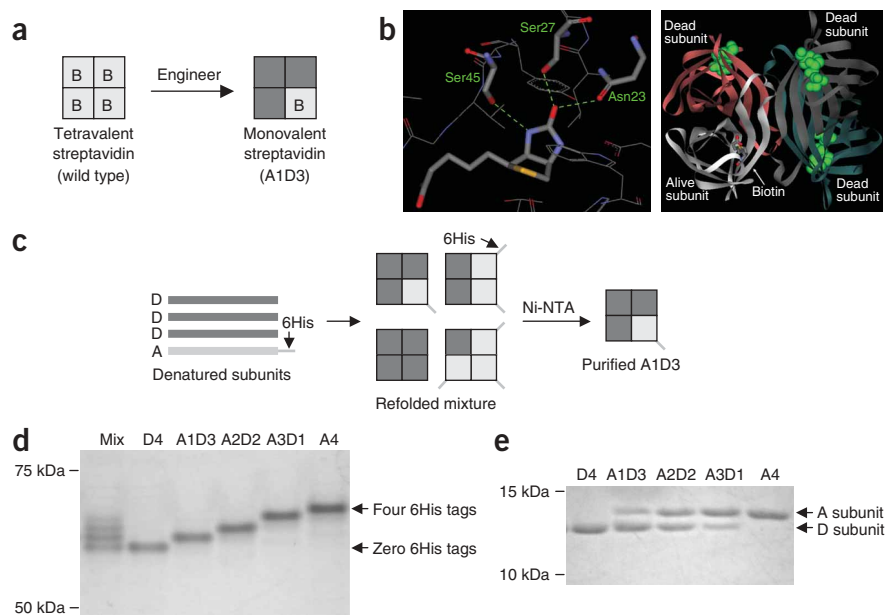 a
B B
B B
Engineer
B
Tetravalent
streptavidin
(wild type)
Monovalent
streptavidin
(A1D3)
b
Ser27
Ser45
Asn23
Dead
subunit
Dead
subunit
Alive
subunit
Biotin
Dead
subunit
c
D
D
D
A
6His
Denatured subunits
6His
Refolded mixture
Ni-NTA
Purified A1D3
d
Mix D4 A1D3 A2D2 A3D1 A4
75 kDa
Four 6His tags
Zero 6His tags
50 kDa
e
D4 A1D3 A2D2 A3D1 A4
15 kDa
A subunit
D subunit
10 kDa